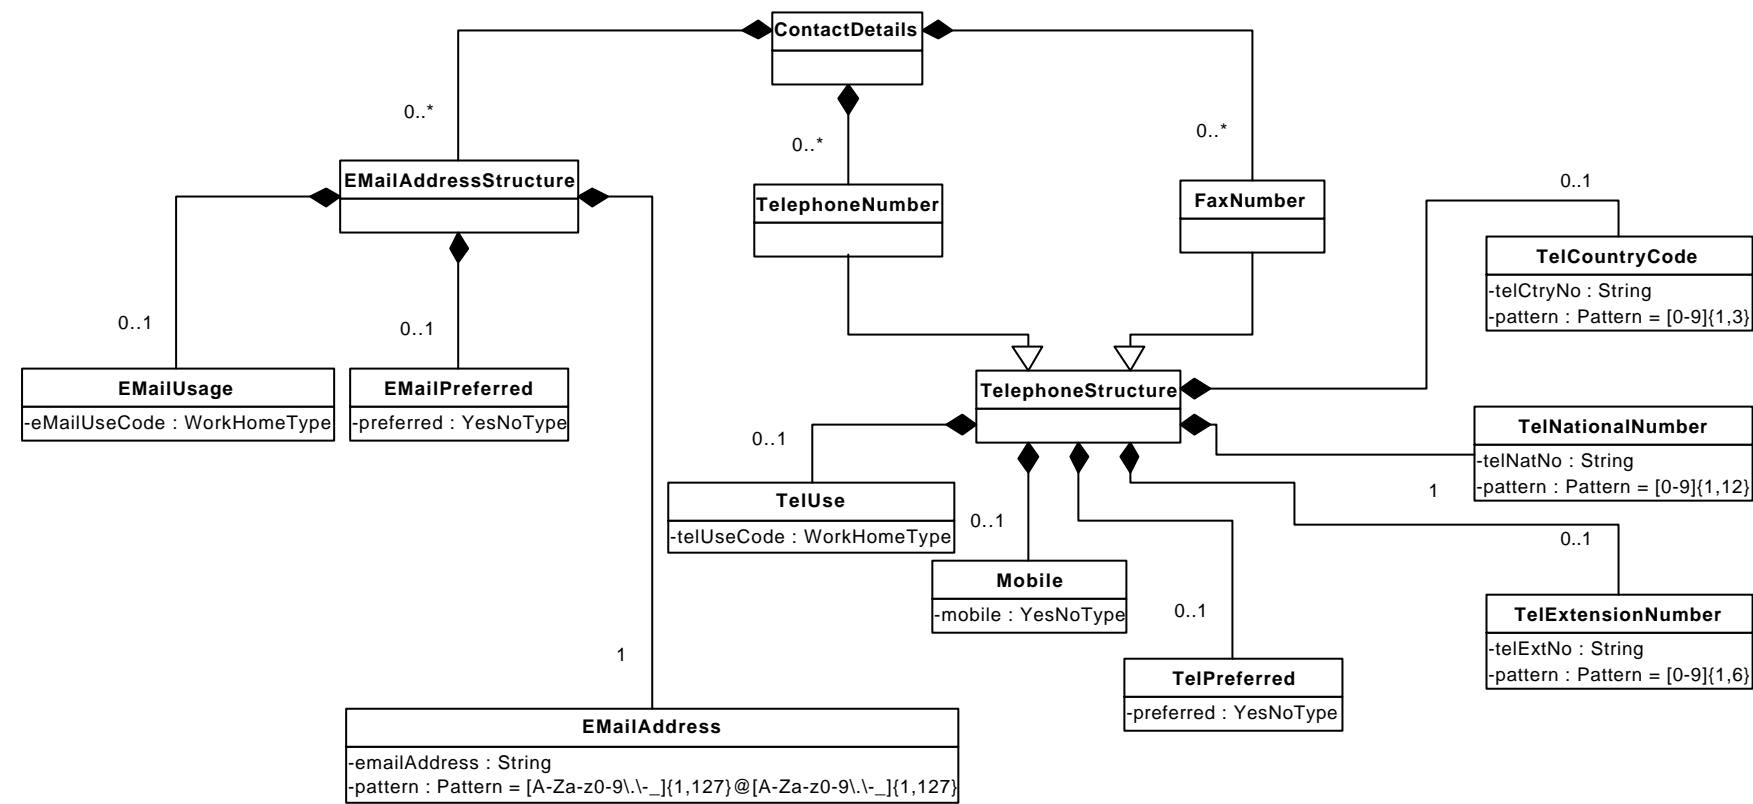 ContactDetails
0..*
0..*
0..*
EMailAddressStructure
TelephoneNumber
FaxNumber
0..1
TelCountryCode
-telCtryNo : String
-pattern : Pattern = [0-9]{1,3}
0..1
0..1
EMailUsage
-eMailUseCode : WorkHomeType
EMailPreferred
-preferred : YesNoType
TelephoneStructure
0..1
TelNationalNumber
-telNatNo : String
-pattern : Pattern = [0-9]{1,12}
1
TelUse
-telUseCode : WorkHomeType
0..1
0..1
Mobile
-mobile : YesNoType
0..1
TelExtensionNumber
-telExtNo : String
-pattern : Pattern = [0-9]{1,6}
1
TelPreferred
-preferred : YesNoType
EMailAddress
-emailAddress : String
-pattern : Pattern = [A-Za-z0-9\.\-_]{1,127}@[A-Za-z0-9\.\-_]{1,127}